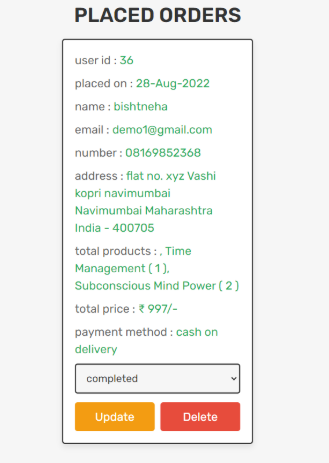 PLACED ORDERS
user id : 36
placed on : 28-Aug-2022
name : bishtneha
email : demo1@gmail.com
number : 08169852368
address : flat no. xyz Vashi
kopri navimumbai
Navimumbai Maharashtra
India - 400705
total products : , Time
Management ( 1 ),
Subconscious Mind Power ( 2 )
total price : ₹ 997/-
payment method : cash on
delivery
completed
Update Delete